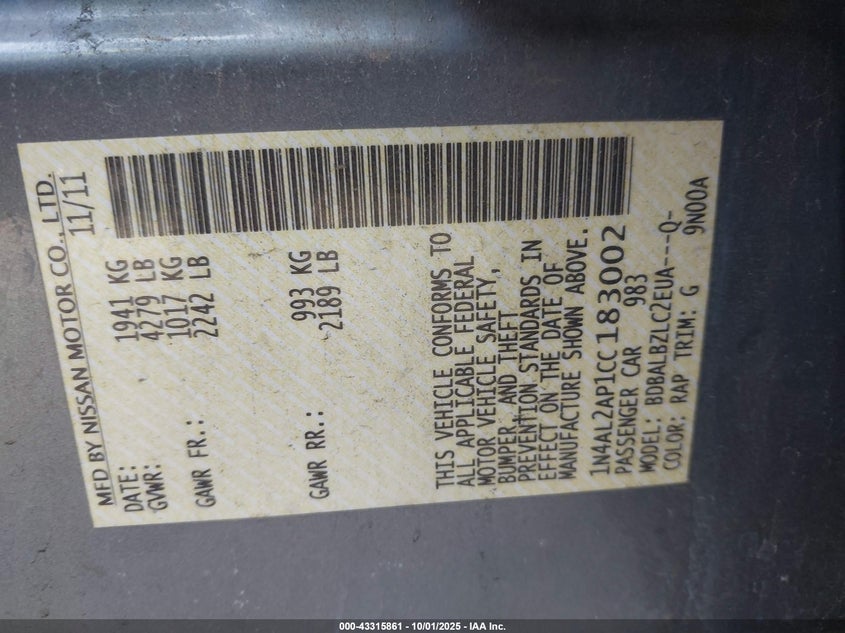 MFD BY NISSAN MOTOR CO., LTD.
DATE: 11/11
GVWR: 1941 KG
4279 LB
GAWR FR.: 1017 KG
2242 LB
GAWR RR.: 993 KG
2189 LB
THIS VEHICLE CONFORMS TO
ALL APPLICABLE FEDERAL
MOTOR VEHICLE SAFETY,
BUMPER, AND THEFT
PREVENTION STANDARDS IN
EFFECT ON THE DATE OF
MANUFACTURE SHOWN ABOVE.
1N4AL2AP1CC183002
PASSENGER CAR 983
MODEL: BDBALBZLC2EUA---Q-
COLOR: RAP TRIM: G 9N00A
000-43315861 - 10/01/2025 - IAA Inc.